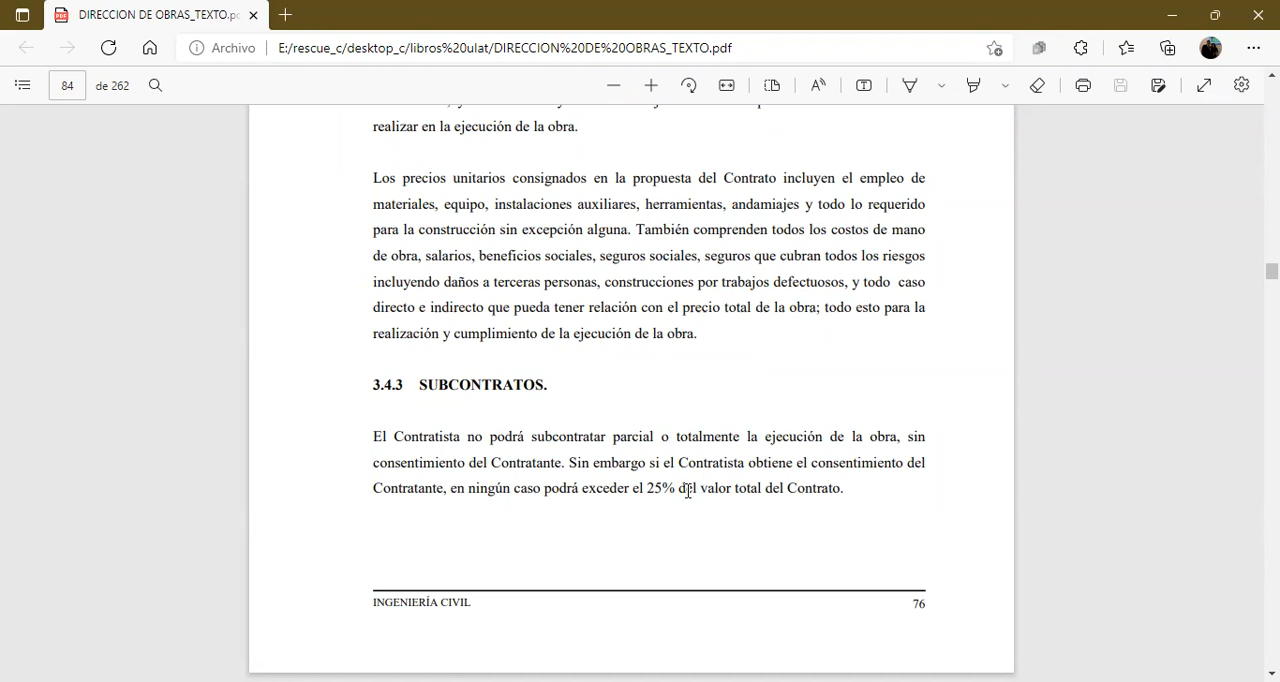 DIRECCION DE OBRAS_TEXTO.p
Archivo E:/rescue_c/desktop_c/libros%20ulat/DIRECCION%20DE%20OBRAS_TEXTO.pdf
84 de 262
realizar en la ejecución de la obra.
Los precios unitarios consignados en la propuesta del Contrato incluyen el empleo de
materiales, equipo, instalaciones auxiliares, herramientas, andamiajes y todo lo requerido
para la construcción sin excepción alguna. También comprenden todos los costos de mano
de obra, salarios, beneficios sociales, seguros sociales, seguros que cubran todos los riesgos
incluyendo daños a terceras personas, construcciones por trabajos defectuosos, y todo caso
directo e indirecto que pueda tener relación con el precio total de la obra; todo esto para la
realización y cumplimiento de la ejecución de la obra.
3.4.3 SUBCONTRATOS.
El Contratista no podrá subcontratar parcial o totalmente la ejecución de la obra, sin
consentimiento del Contratante. Sin embargo si el Contratista obtiene el consentimiento del
Contratante, en ningún caso podrá exceder el 25% del valor total del Contrato.
INGENIERÍA CIVIL 76